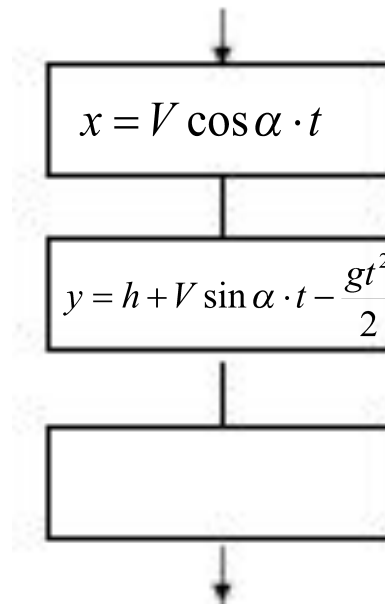 x = V cos α · t
y = h + V sin α · t − gt²/2